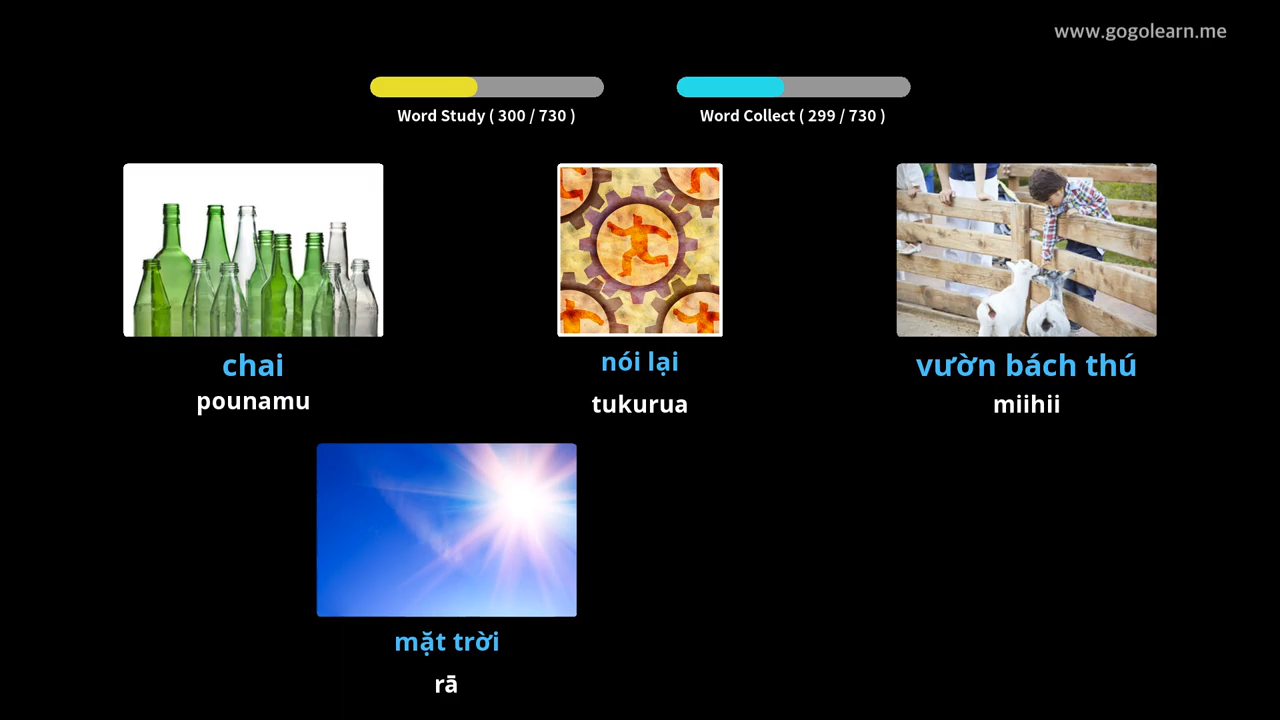 www.gogolearn.me
Word Study ( 300 / 730 )
Word Collect ( 299 / 730 )
chai
pounamu
nói lại
tukurua
vườn bách thú
miihii
mặt trời
rā